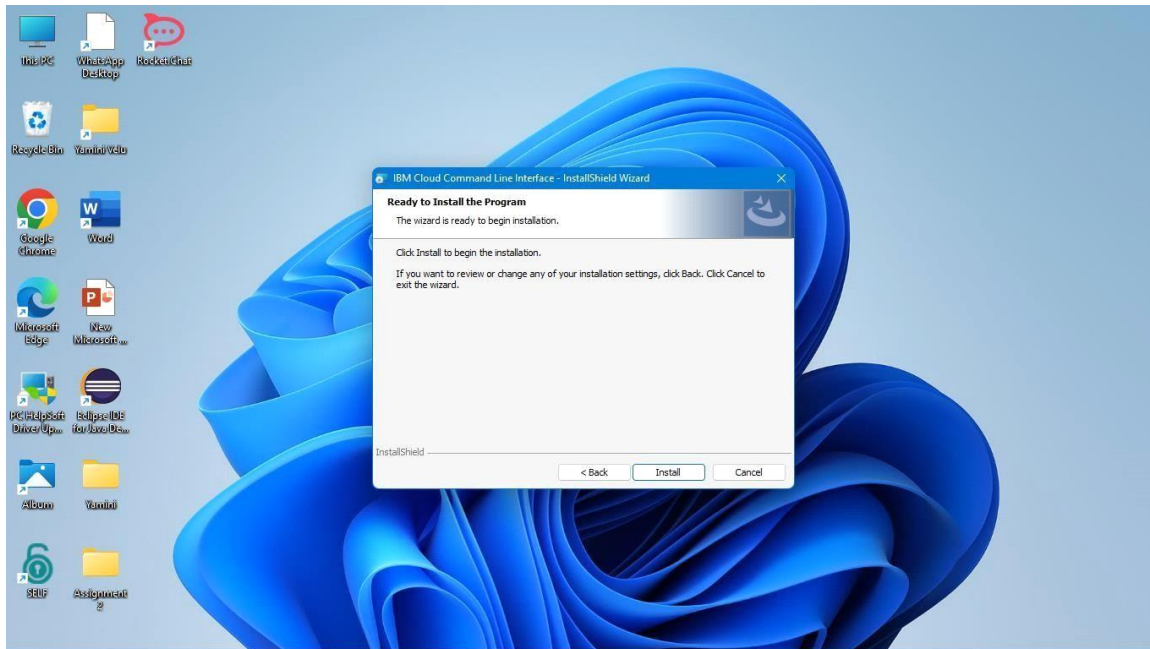 This PC
WhatsApp
Desktop
Rocket.Chat
Recycle Bin
Yamini Velu
Google
Chrome
W
Word
Microsoft
Edge
P
New
Microsoft ...
PC HelpSoft
Driver Up...
Eclipse IDE
for Java De...
Album
Yamini
SELF
Assignment
2
IBM Cloud Command Line Interface - InstallShield Wizard
Ready to Install the Program
The wizard is ready to begin installation.
Click Install to begin the installation.
If you want to review or change any of your installation settings, click Back. Click Cancel to
exit the wizard.
InstallShield
< Back
Install
Cancel